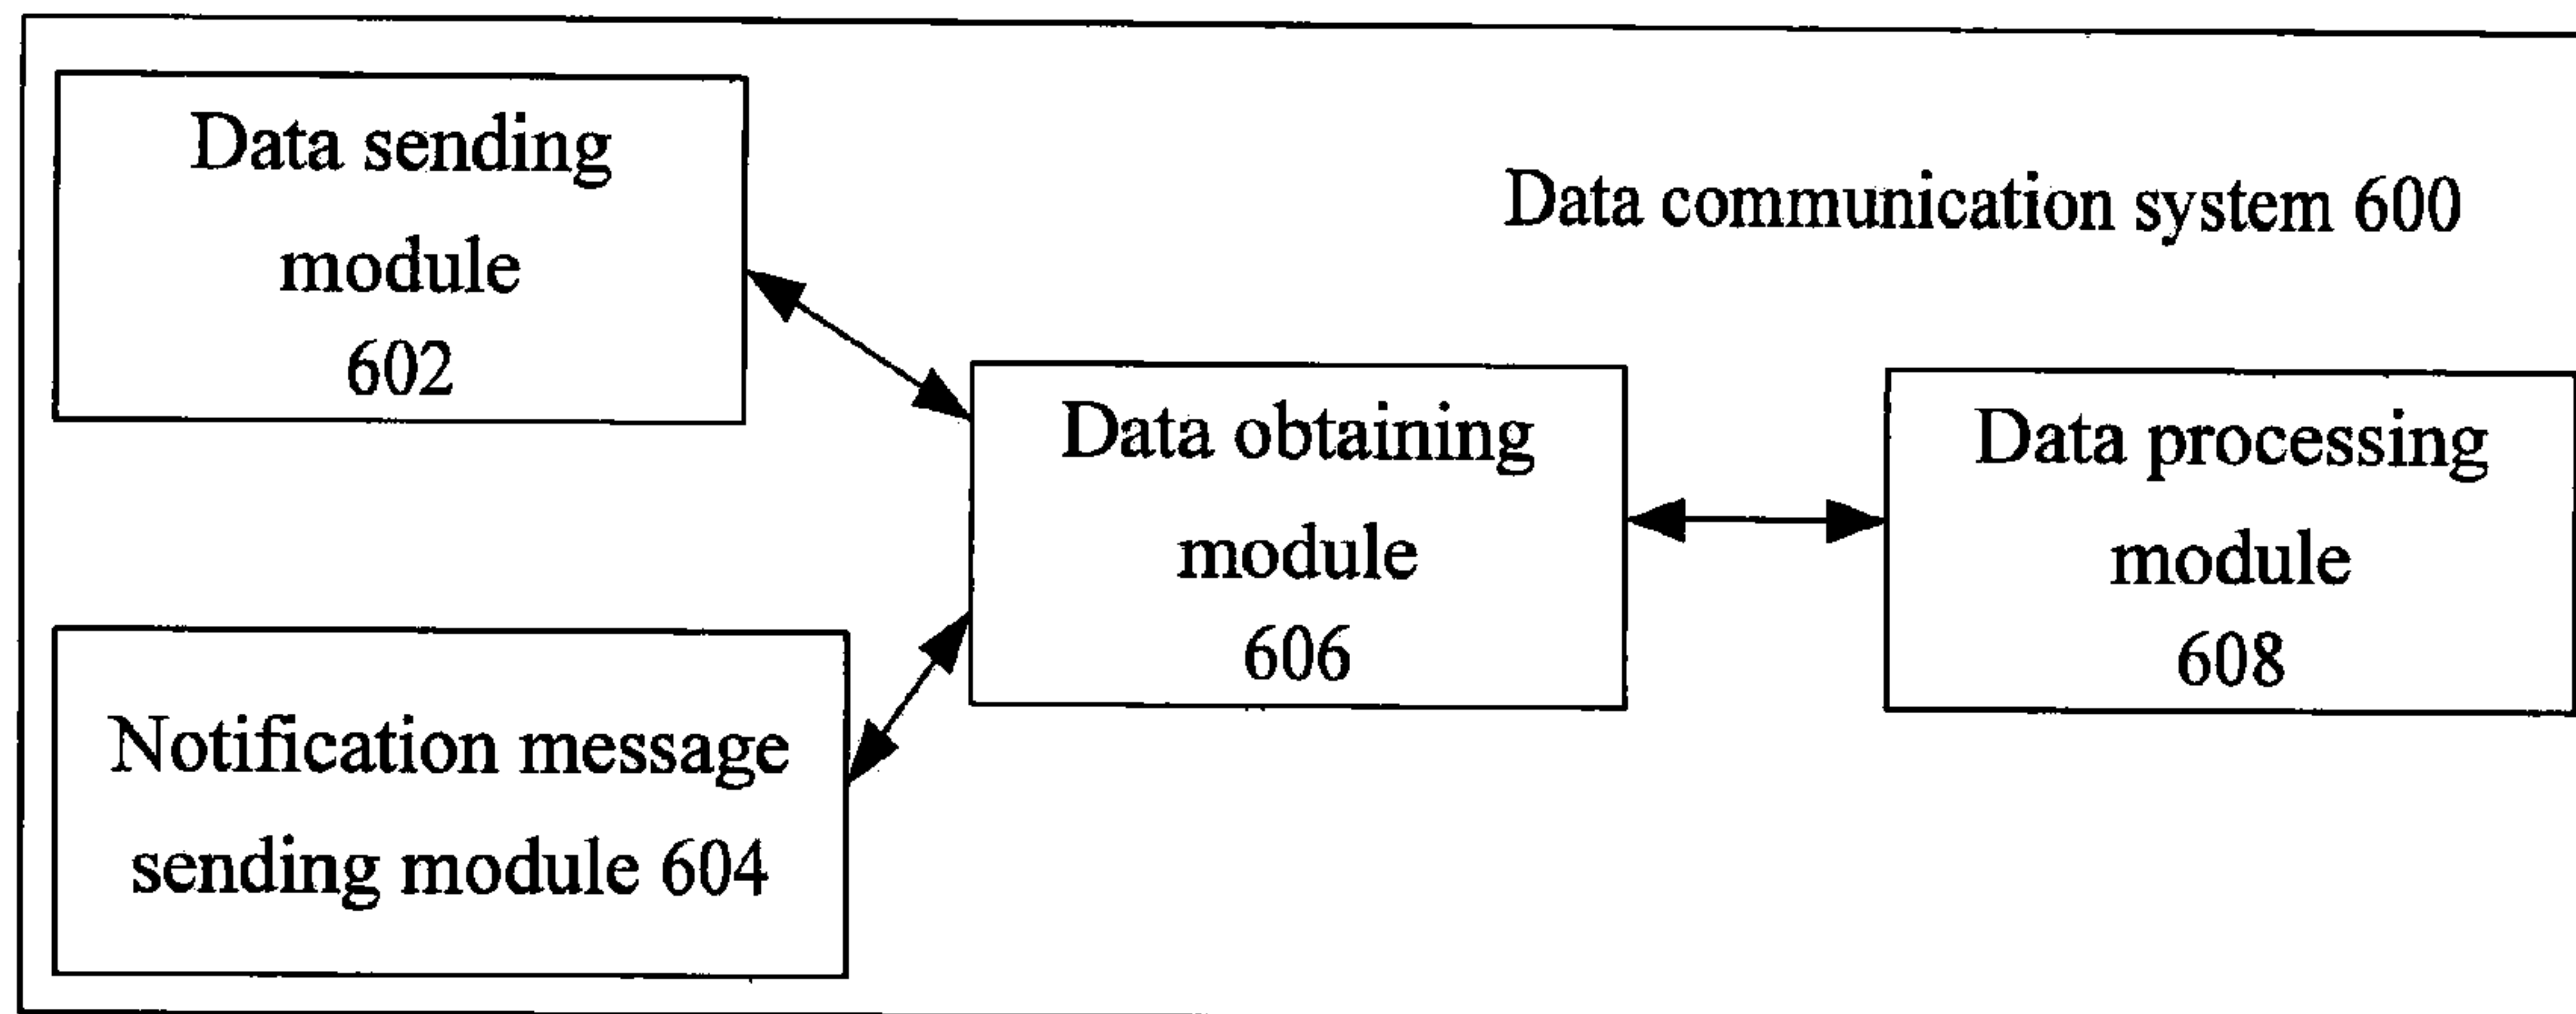 Data sending
module
602
Data communication system 600
Data obtaining
module
606
Data processing
module
608
Notification message
sending module 604